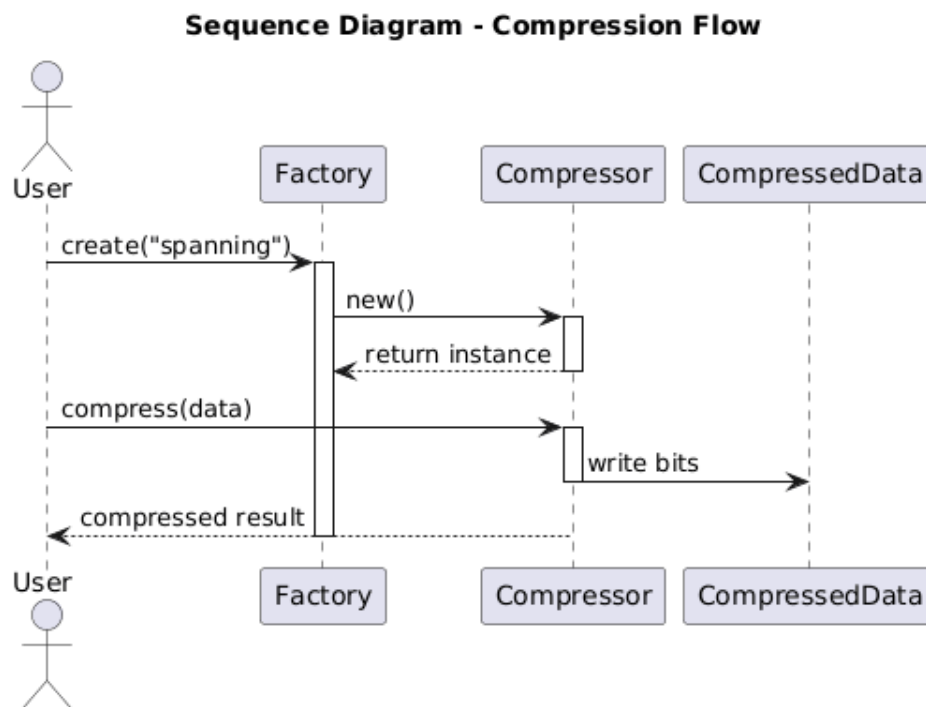 Sequence Diagram - Compression Flow
User
Factory
Compressor
CompressedData
create("spanning")
new()
return instance
compress(data)
write bits
compressed result
User
Factory
Compressor
CompressedData